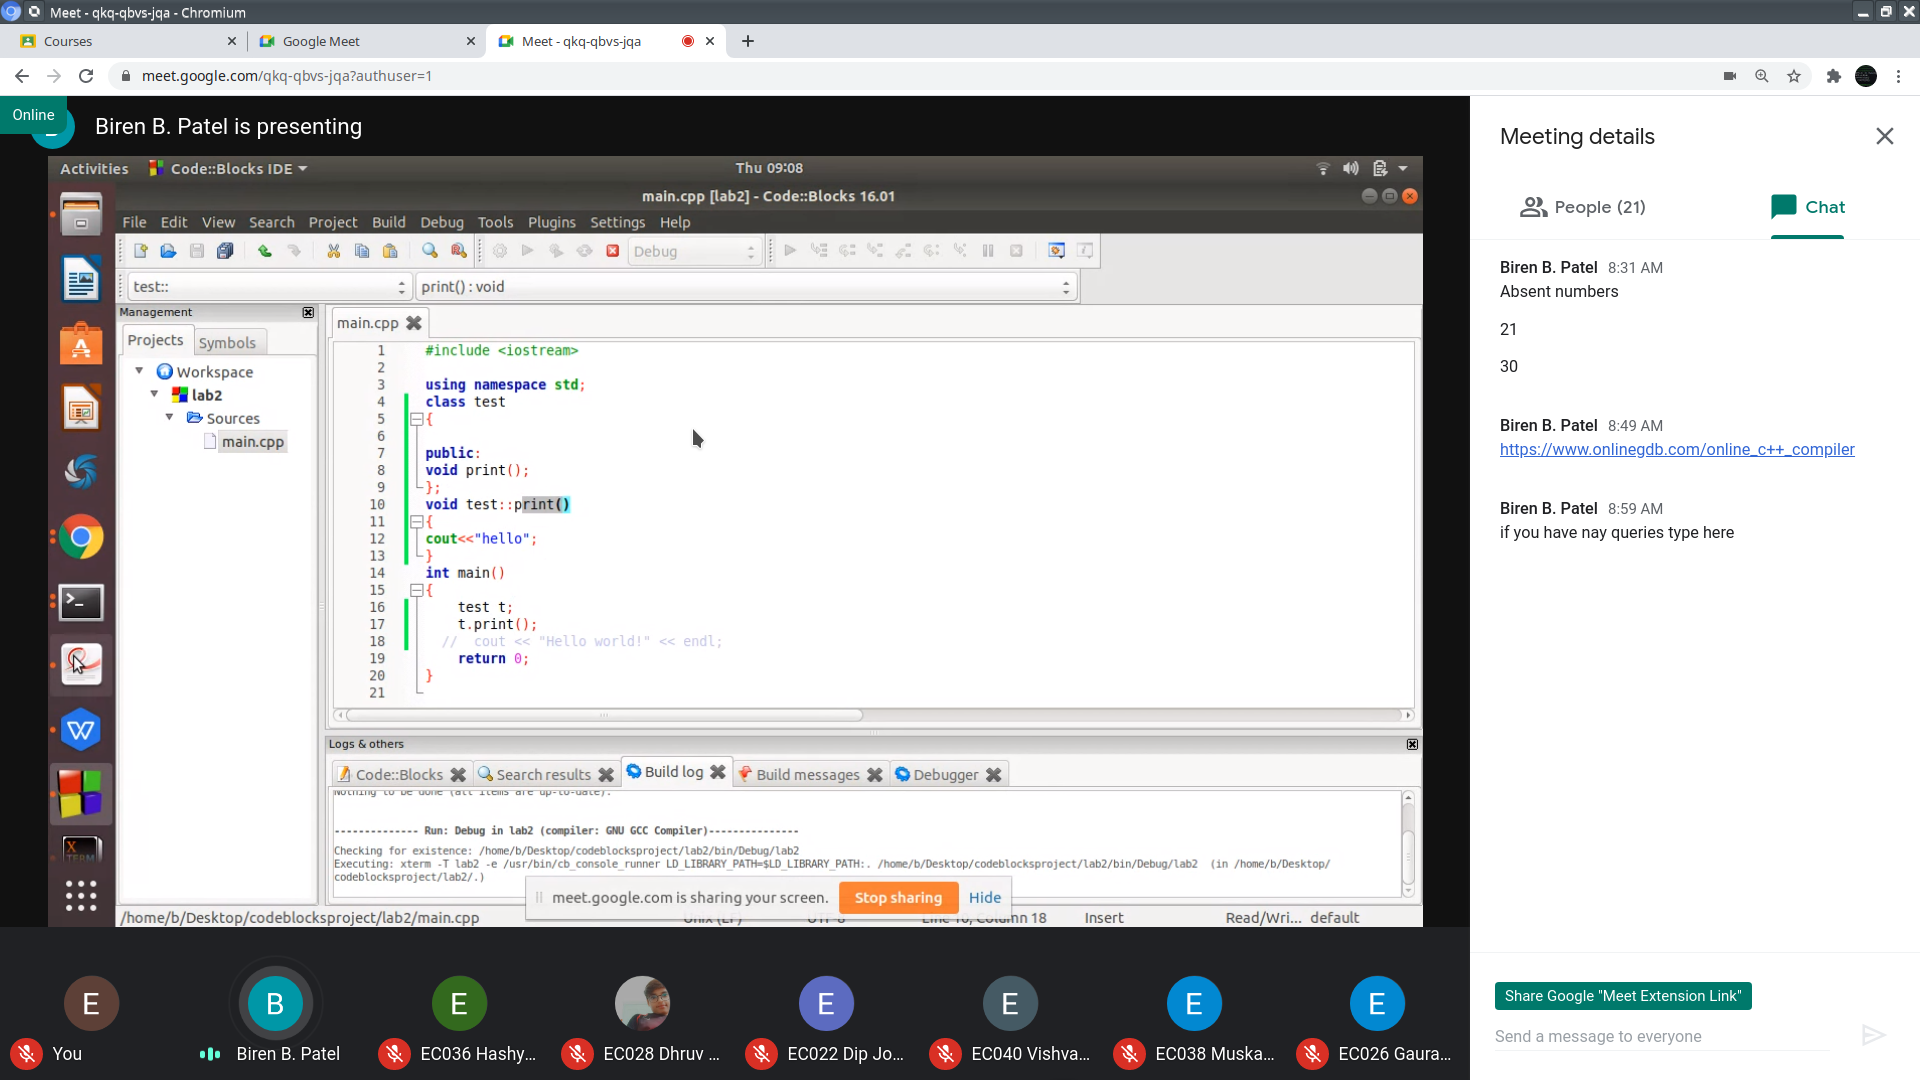 Meet - qkq-qbvs-jqa - Chromium
Courses
Google Meet
Meet - qkq-qbvs-jqa
meet.google.com/qkq-qbvs-jqa?authuser=1
Online
Biren B. Patel is presenting
Activities
Code::Blocks IDE
Thu 09:08
main.cpp [lab2] - Code::Blocks 16.01
File Edit View Search Project Build Debug Tools Plugins Settings Help
Debug
test::
print() : void
Management
Projects
Symbols
Workspace
lab2
Sources
main.cpp
main.cpp
1 #include <iostream>
2
3 using namespace std;
4 class test
5 {
6
7 public:
8 void print();
9 };
10 void test::print()
11 {
12 cout<<"hello";
13 }
14 int main()
15 {
16 test t;
17 t.print();
18 // cout << "Hello world!" << endl;
19 return 0;
20 }
21
Logs & others
Code::Blocks
Search results
Build log
Build messages
Debugger
Nothing to be done (all items are up-to-date).
-------------- Run: Debug in lab2 (compiler: GNU GCC Compiler)---------------
Checking for existence: /home/b/Desktop/codeblocksproject/lab2/bin/Debug/lab2
Executing: xterm -T lab2 -e /usr/bin/cb_console_runner LD_LIBRARY_PATH=$LD_LIBRARY_PATH:. /home/b/Desktop/codeblocksproject/lab2/bin/Debug/lab2 (in /home/b/Desktop/
codeblocksproject/lab2/.)
meet.google.com is sharing your screen.
Stop sharing
Hide
/home/b/Desktop/codeblocksproject/lab2/main.cpp
Column 18
Insert
Read/Wri...
default
You
Biren B. Patel
EC036 Hashy...
EC028 Dhruv ...
EC022 Dip Jo...
EC040 Vishva...
EC038 Muska...
EC026 Gaura...
E
B
E
E
E
E
E
Meeting details
People (21)
Chat
Biren B. Patel 8:31 AM
Absent numbers
21
30
Biren B. Patel 8:49 AM
https://www.onlinegdb.com/online_c++_compiler
Biren B. Patel 8:59 AM
if you have nay queries type here
Share Google "Meet Extension Link"
Send a message to everyone